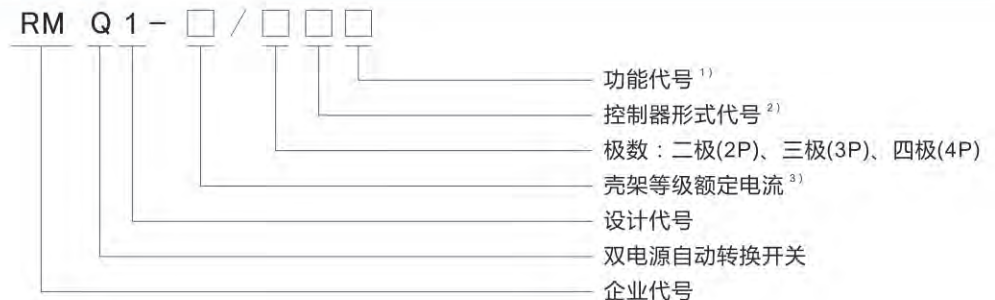 RM Q 1 - □ / □ □ □
功能代号 1)
控制器形式代号 2)
极数：二极(2P)、三极(3P)、四极(4P)
壳架等级额定电流 3)
设计代号
双电源自动转换开关
企业代号